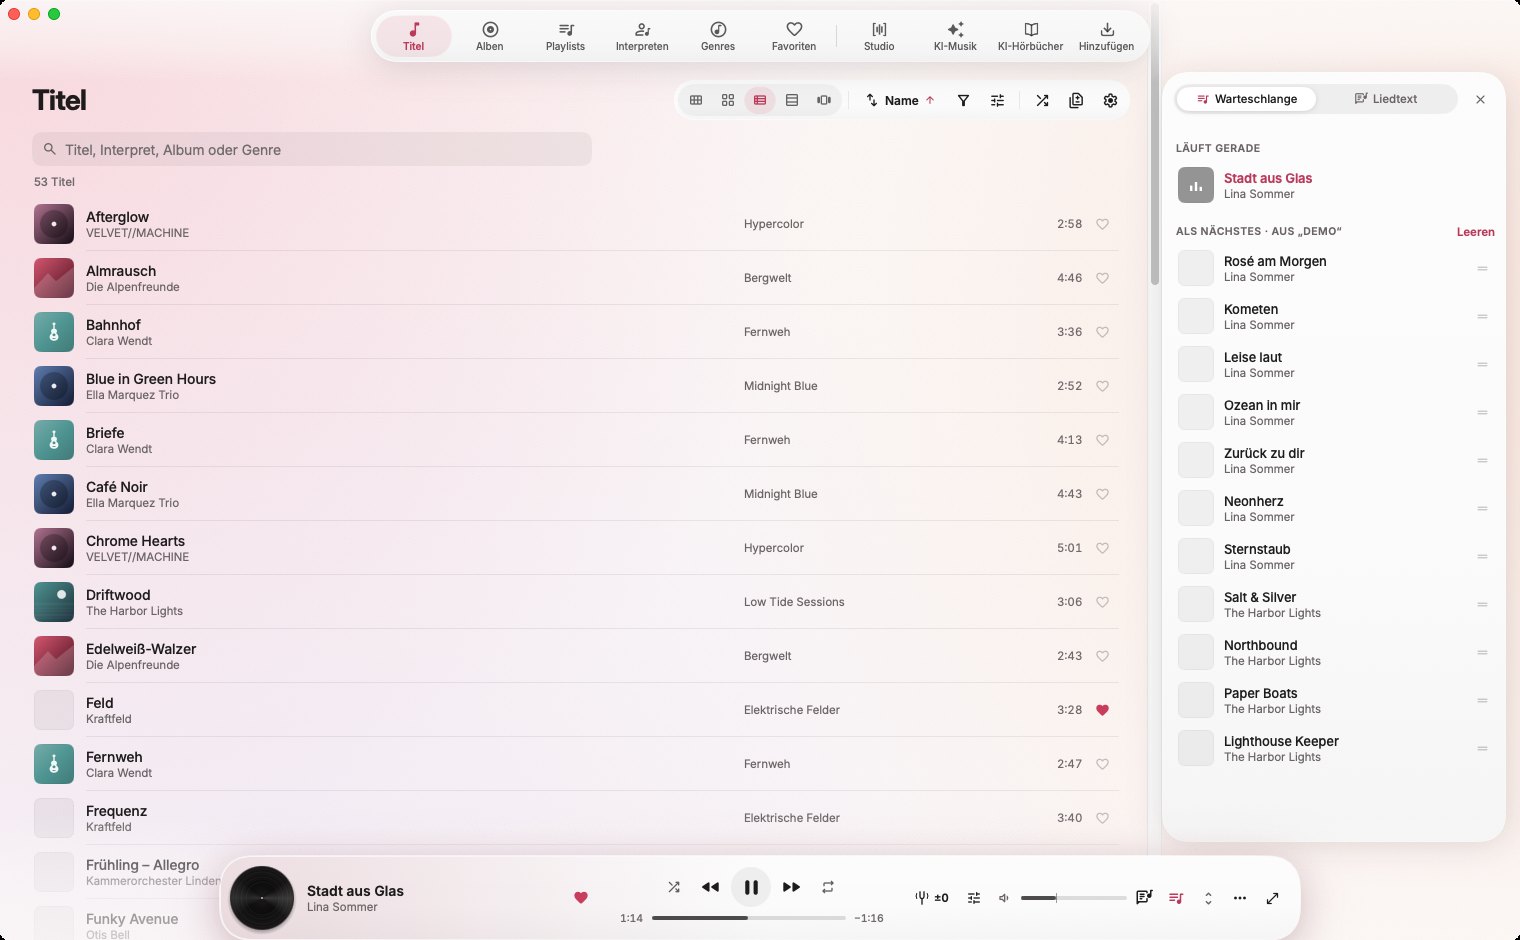 Titel
Alben
Playlists
Interpreten
Genres
Favoriten
Studio
KI-Musik
KI-Hörbücher
Hinzufügen
Titel
Name
Titel, Interpret, Album oder Genre
53 Titel
Afterglow
VELVET//MACHINE
Hypercolor
2:58
Almrausch
Die Alpenfreunde
Bergwelt
4:46
Bahnhof
Clara Wendt
Fernweh
3:36
Blue in Green Hours
Ella Marquez Trio
Midnight Blue
2:52
Briefe
Clara Wendt
Fernweh
4:13
Café Noir
Ella Marquez Trio
Midnight Blue
4:43
Chrome Hearts
VELVET//MACHINE
Hypercolor
5:01
Driftwood
The Harbor Lights
Low Tide Sessions
3:06
Edelweiß-Walzer
Die Alpenfreunde
Bergwelt
2:43
Feld
Kraftfeld
Elektrische Felder
3:28
Fernweh
Clara Wendt
Fernweh
2:47
Frequenz
Kraftfeld
Elektrische Felder
3:40
Frühling – Allegro
Kammerorchester Linden
Funky Avenue
Otis Bell
Warteschlange
Liedtext
LÄUFT GERADE
Stadt aus Glas
Lina Sommer
ALS NÄCHSTES · AUS „DEMO“
Leeren
Rosé am Morgen
Lina Sommer
Kometen
Lina Sommer
Leise laut
Lina Sommer
Ozean in mir
Lina Sommer
Zurück zu dir
Lina Sommer
Neonherz
Lina Sommer
Sternstaub
Lina Sommer
Salt & Silver
The Harbor Lights
Northbound
The Harbor Lights
Paper Boats
The Harbor Lights
Lighthouse Keeper
The Harbor Lights
Stadt aus Glas
Lina Sommer
1:14
−1:16
±0